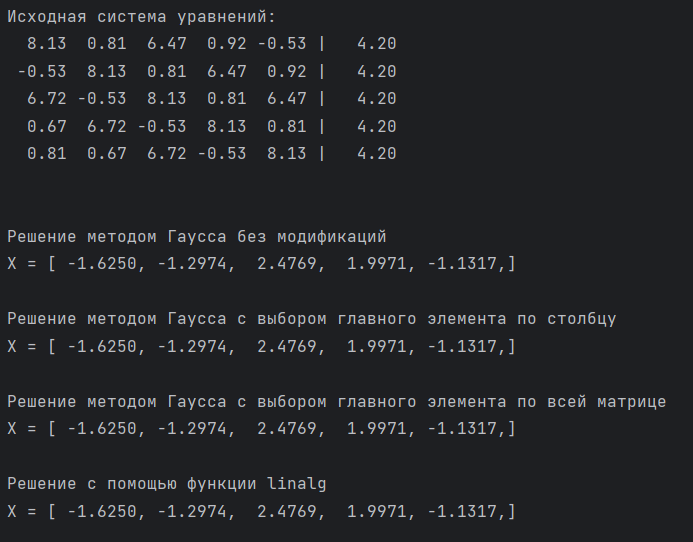 Исходная система уравнений:
8.13 0.81 6.47 0.92 -0.53 | 4.20
-0.53 8.13 0.81 6.47 0.92 | 4.20
6.72 -0.53 8.13 0.81 6.47 | 4.20
0.67 6.72 -0.53 8.13 0.81 | 4.20
0.81 0.67 6.72 -0.53 8.13 | 4.20
Решение методом Гаусса без модификаций
X = [ -1.6250, -1.2974, 2.4769, 1.9971, -1.1317,]
Решение методом Гаусса с выбором главного элемента по столбцу
X = [ -1.6250, -1.2974, 2.4769, 1.9971, -1.1317,]
Решение методом Гаусса с выбором главного элемента по всей матрице
X = [ -1.6250, -1.2974, 2.4769, 1.9971, -1.1317,]
Решение с помощью функции linalg
X = [ -1.6250, -1.2974, 2.4769, 1.9971, -1.1317,]